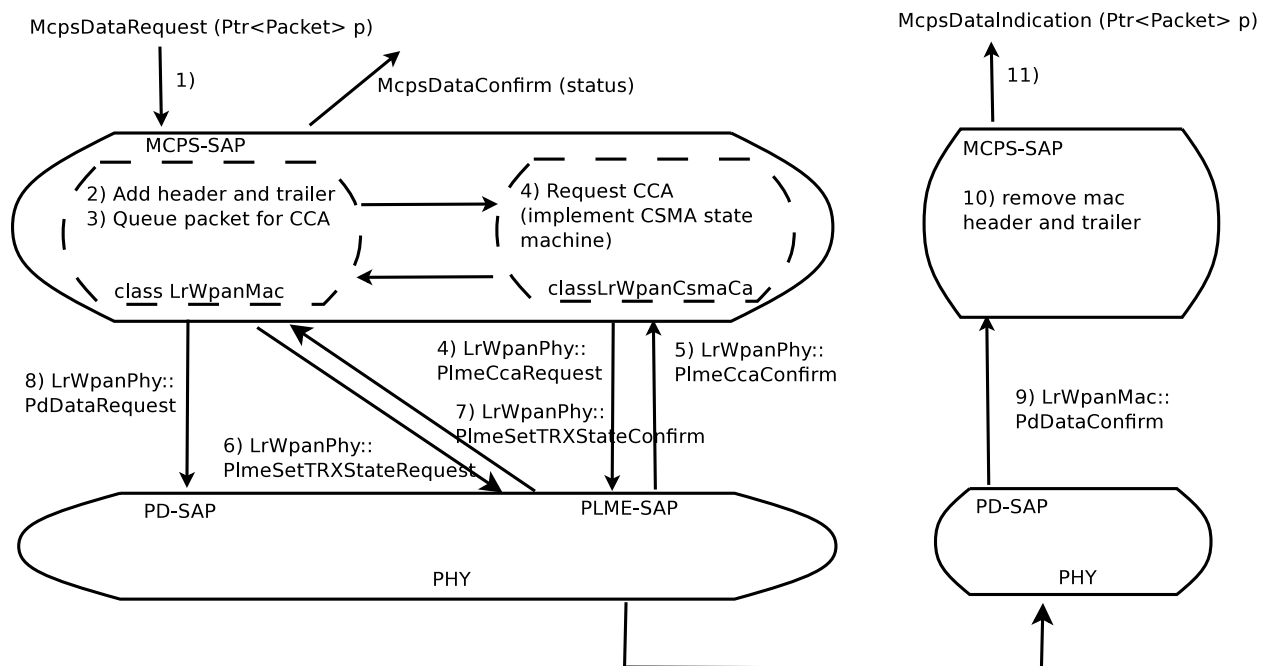 McpsDataRequest (Ptr<Packet> p)
McpsDataIndication (Ptr<Packet> p)
1)
McpsDataConfirm (status)
11)
MCPS-SAP
2) Add header and trailer
3) Queue packet for CCA
class LrWpanMac
4) Request CCA
(implement CSMA state
machine)
classLrWpanCsmaCa
MCPS-SAP
10) remove mac
header and trailer
8) LrWpanPhy::
PdDataRequest
6) LrWpanPhy::
PlmeSetTRXStateRequest
4) LrWpanPhy::
PlmeCcaRequest
7) LrWpanPhy::
PlmeSetTRXStateConfirm
5) LrWpanPhy::
PlmeCcaConfirm
9) LrWpanMac::
PdDataConfirm
PD-SAP
PLME-SAP
PHY
PD-SAP
PHY